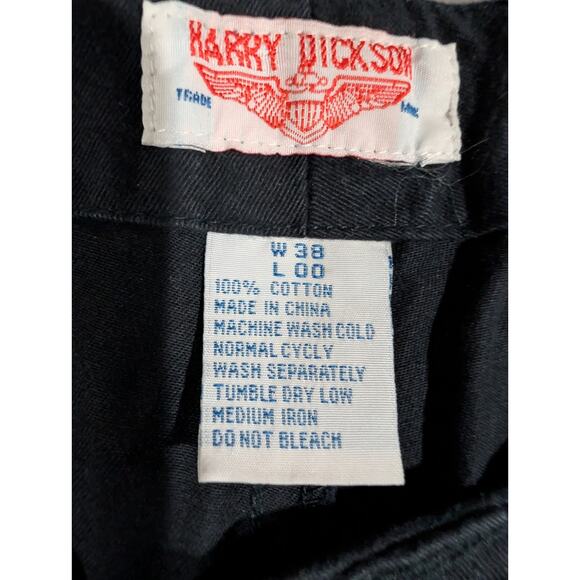 HARRY DICKSON
TRADE MARK
W 38
L 00
100% COTTON
MADE IN CHINA
MACHINE WASH COLD
NORMAL CYCLY
WASH SEPARATELY
TUMBLE DRY LOW
MEDIUM IRON
DO NOT BLEACH